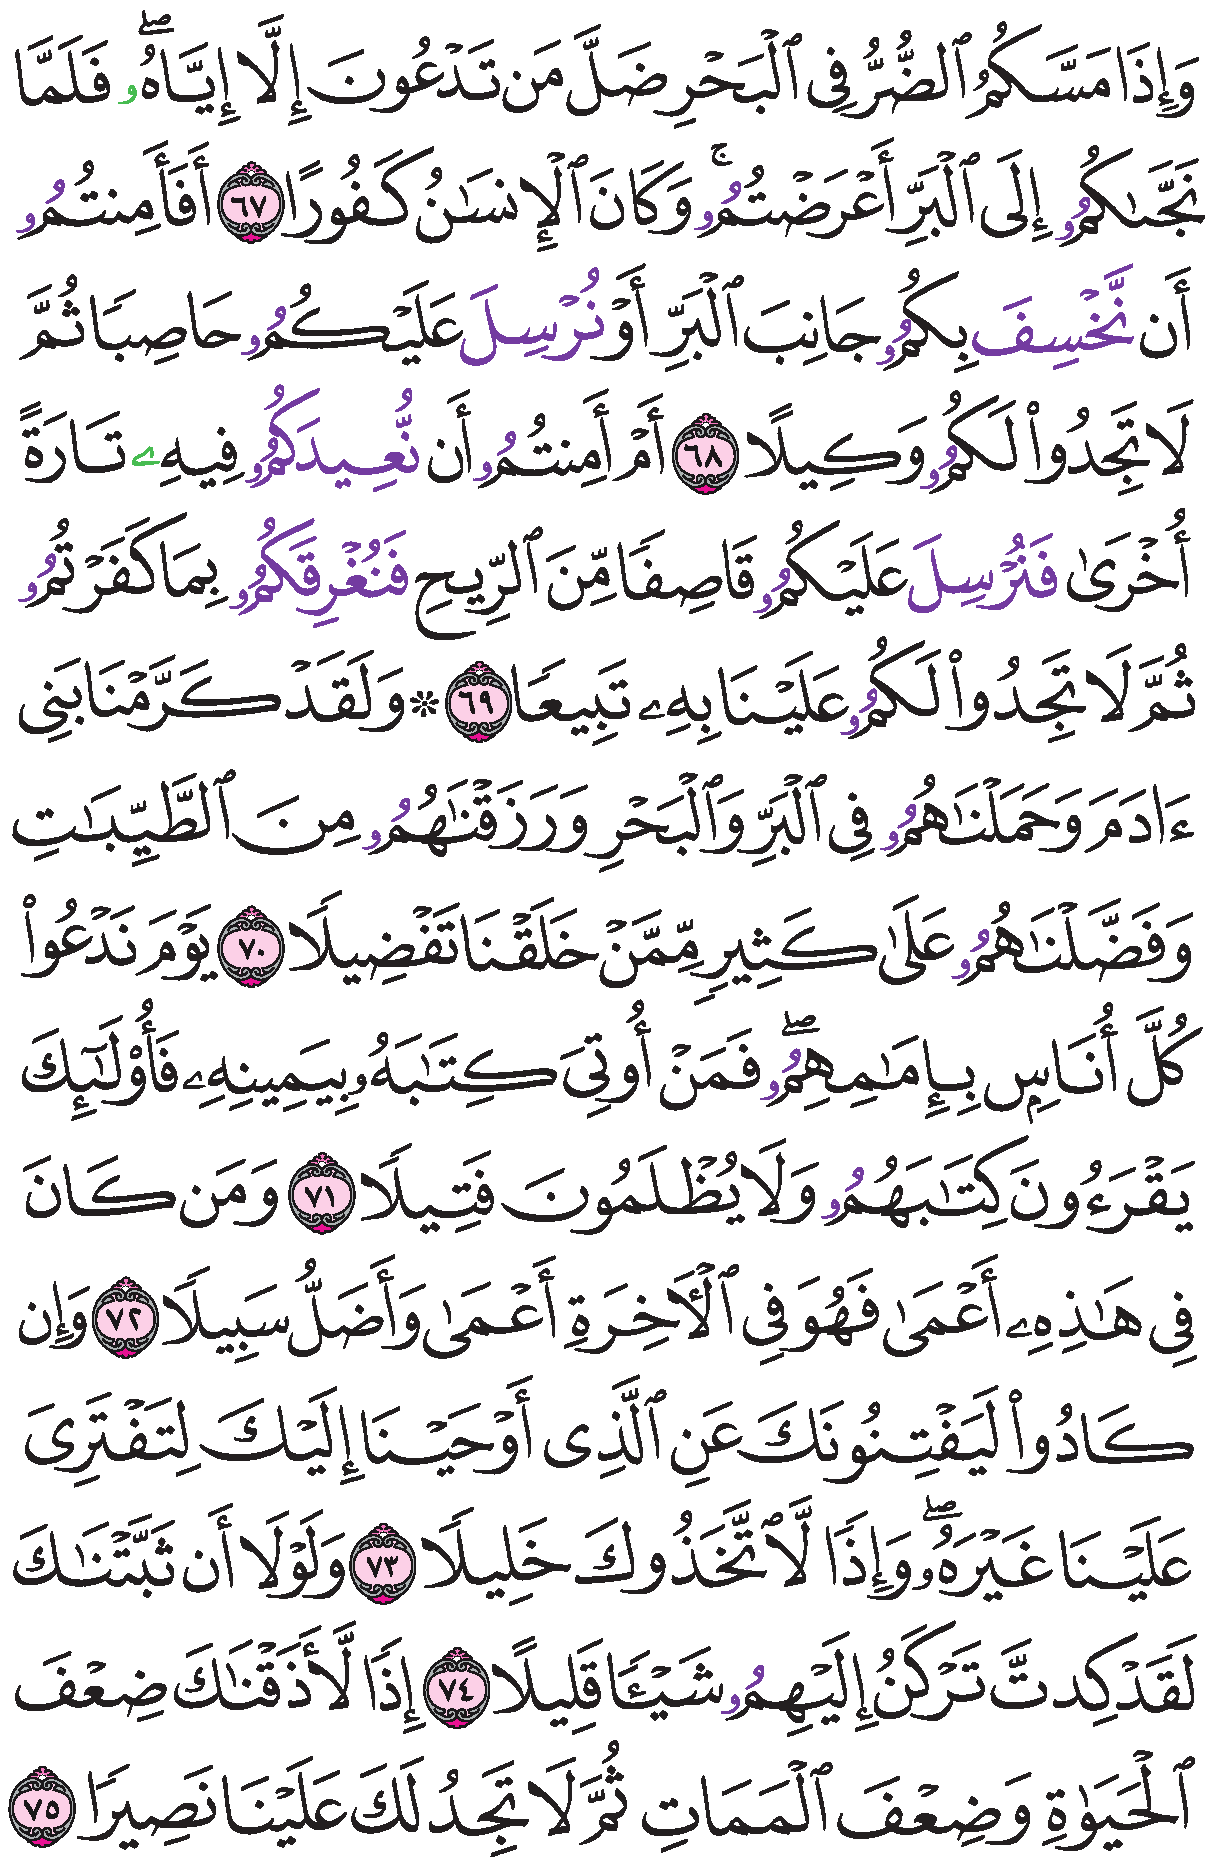 وَإِذَا مَسَّكُمُ ٱلضُّرُّ فِي ٱلۡبَحۡرِ ضَلَّ مَن تَدۡعُونَ إِلَّا إِيَّاهُۥۖ فَلَمَّا
نَجَّىٰكُمُۥ إِلَى ٱلۡبَرِّ أَعۡرَضۡتُمُۥۚ وَكَانَ ٱلۡإِنسَٰنُ كَفُورًا ٦٧ أَفَأَمِنتُمُۥ
أَن نَّخۡسِفَ بِكُمُۥ جَانِبَ ٱلۡبَرِّ أَوۡ نُرۡسِلَ عَلَيۡكُمُۥ حَاصِبٗا ثُمَّ
لَا تَجِدُواْ لَكُمُۥ وَكِيلًا ٦٨ أَمۡ أَمِنتُمُۥ أَن نُّعِيدَكُمُۥ فِيهِۦ تَارَةً
أُخۡرَىٰ فَنُرۡسِلَ عَلَيۡكُمُۥ قَاصِفٗا مِّنَ ٱلرِّيحِ فَنُغۡرِقَكُمُۥ بِمَا كَفَرۡتُمُۥ
ثُمَّ لَا تَجِدُواْ لَكُمُۥ عَلَيۡنَا بِهِۦ تَبِيعًا ٦٩ ۞ وَلَقَدۡ كَرَّمۡنَا بَنِي
ءَادَمَ وَحَمَلۡنَٰهُمُۥ فِي ٱلۡبَرِّ وَٱلۡبَحۡرِ وَرَزَقۡنَٰهُمُۥ مِنَ ٱلطَّيِّبَٰتِ
وَفَضَّلۡنَٰهُمُۥ عَلَىٰ كَثِيرٖ مِّمَّنۡ خَلَقۡنَا تَفۡضِيلًا ٧٠ يَوۡمَ نَدۡعُواْ
كُلَّ أُنَاسِۭ بِإِمَٰمِهِمُۥۖ فَمَنۡ أُوتِيَ كِتَٰبَهُۥ بِيَمِينِهِۦ فَأُوْلَٰٓئِكَ
يَقۡرَءُونَ كِتَٰبَهُمُۥ وَلَا يُظۡلَمُونَ فَتِيلًا ٧١ وَمَن كَانَ
فِي هَٰذِهِۦ أَعۡمَىٰ فَهُوَ فِي ٱلۡأٓخِرَةِ أَعۡمَىٰ وَأَضَلُّ سَبِيلًا ٧٢ وَإِن
كَادُواْ لَيَفۡتِنُونَكَ عَنِ ٱلَّذِي أَوۡحَيۡنَا إِلَيۡكَ لِتَفۡتَرِيَ
عَلَيۡنَا غَيۡرَهُۥۖ وَإِذٗا لَّٱتَّخَذُوكَ خَلِيلًا ٧٣ وَلَوۡلَا أَن ثَبَّتۡنَٰكَ
لَقَدۡ كِدتَّ تَرۡكَنُ إِلَيۡهِمُۥ شَيۡـٔٗا قَلِيلًا ٧٤ إِذٗا لَّأَذَقۡنَٰكَ ضِعۡفَ
ٱلۡحَيَوٰةِ وَضِعۡفَ ٱلۡمَمَاتِ ثُمَّ لَا تَجِدُ لَكَ عَلَيۡنَا نَصِيرًا ٧٥